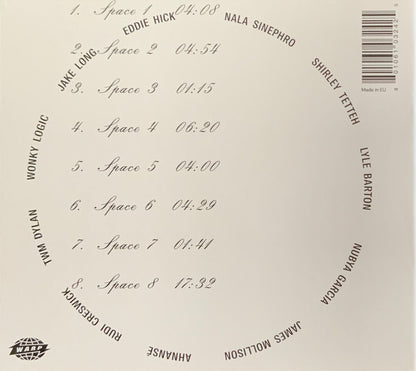 1. Space 1 04:08
2. Space 2 04:54
3. Space 3 01:15
4. Space 4 06:20
5. Space 5 04:00
6. Space 6 04:29
7. Space 7 01:41
8. Space 8 17:32
EDDIE HICK
NALA SINEPHRO
SHIRLEY TETTEH
LYLE BARTON
NUBYA GARCIA
JAMES MOLLISON
AHNANSÉ
RUDI CRESWICK
TWM DYLAN
WONKY LOGIC
JAKE LONG
Made in EU
WARP